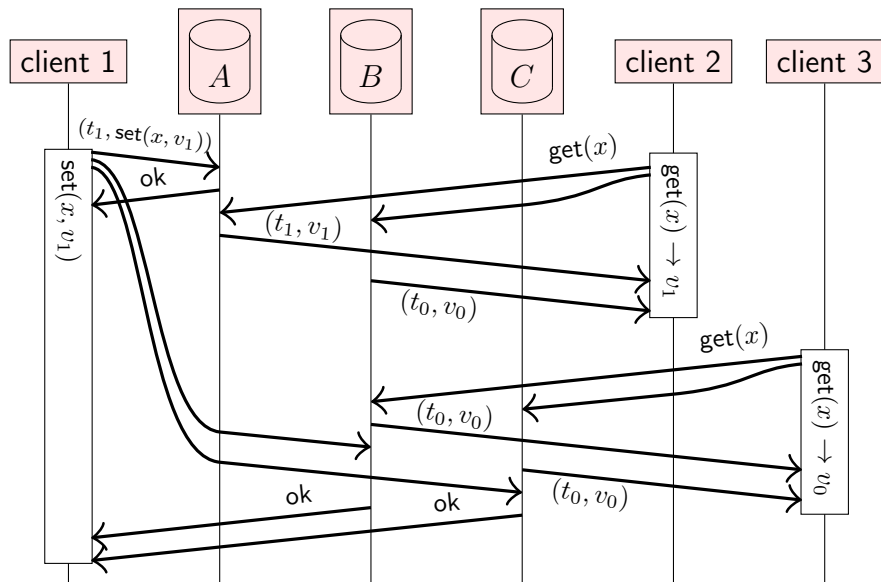 client 1
A
B
C
client 2
client 3
(t₁, set(x, v₁))
get(x)
ok
set(x, v₁)
get(x) → v₁
(t₁, v₁)
(t₀, v₀)
get(x)
get(x) → v₀
(t₀, v₀)
(t₀, v₀)
ok
ok